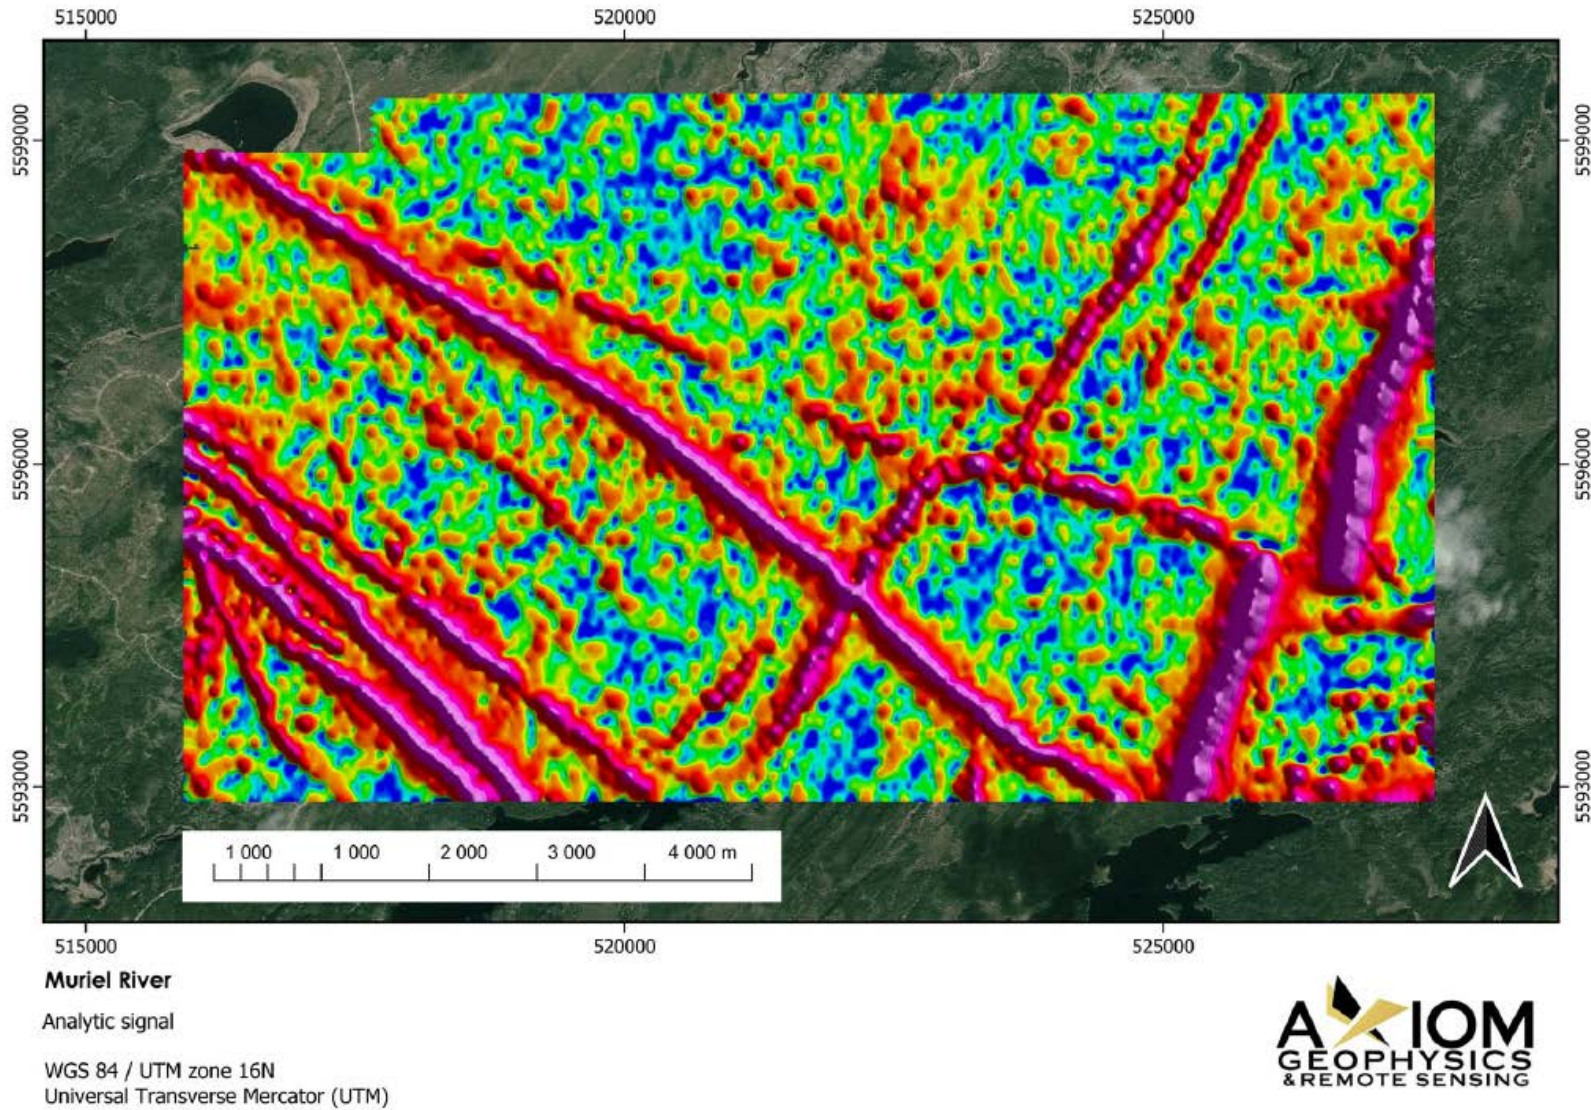 515000 520000 525000
5599000 5599000
5596000 5596000
5593000 5593000
1 000 1 000 2 000 3 000 4 000 m
515000 520000 525000
Muriel River
Analytic signal
WGS 84 / UTM zone 16N
Universal Transverse Mercator (UTM)
AXIOM
GEOPHYSICS
& REMOTE SENSING